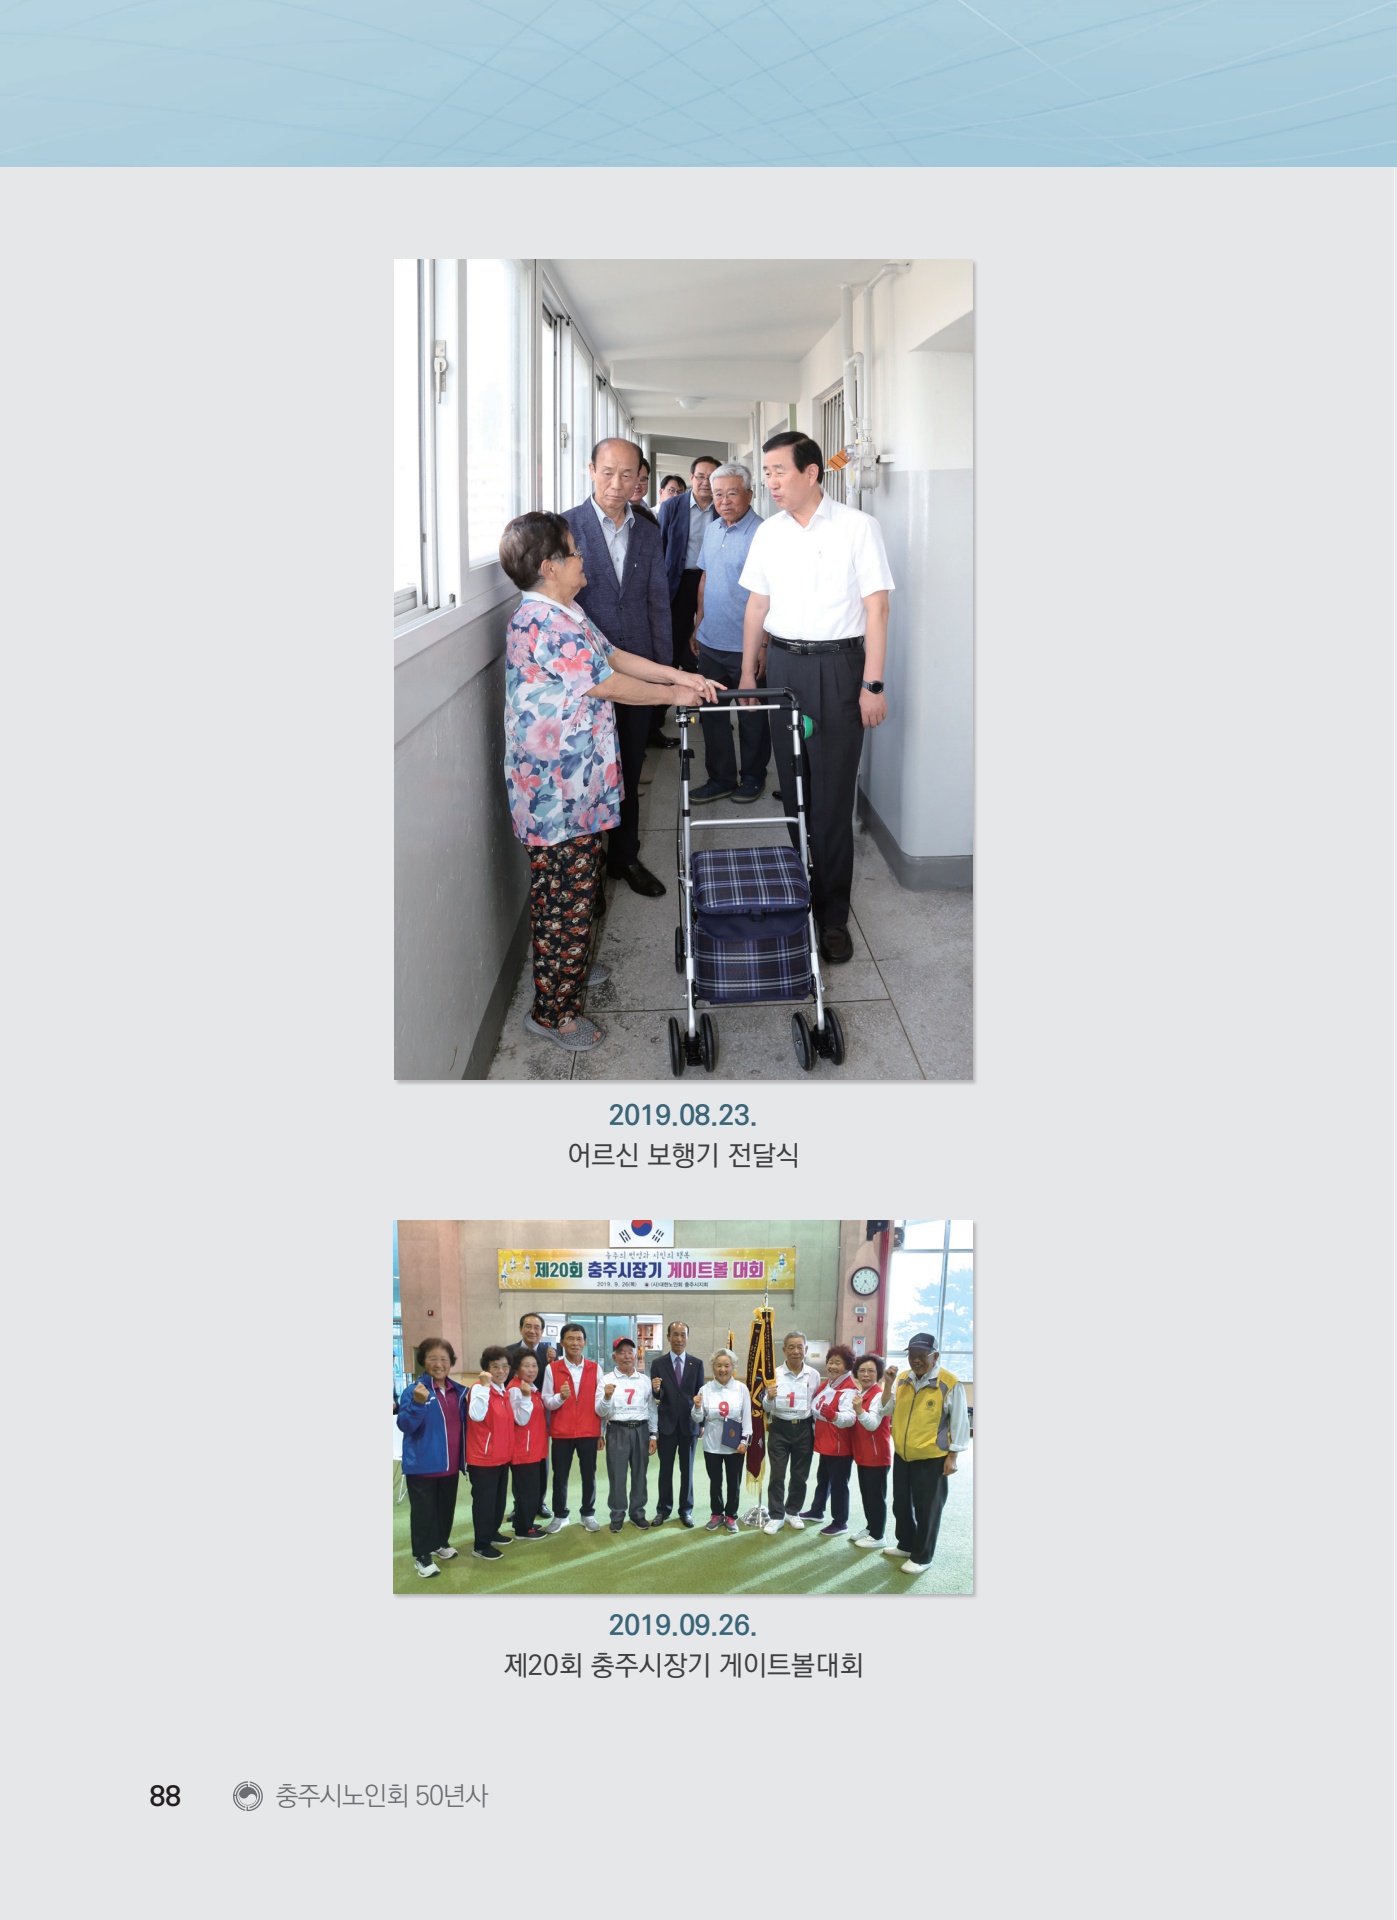 2019.08.23.
어르신 보행기 전달식
충주의 번영과 시민의 행복
제20회 충주시장기 게이트볼 대회
2019. 9. 26(목) (사)대한노인회 충주시지회
7
9
1
2019.09.26.
제20회 충주시장기 게이트볼대회
88 충주시노인회 50년사